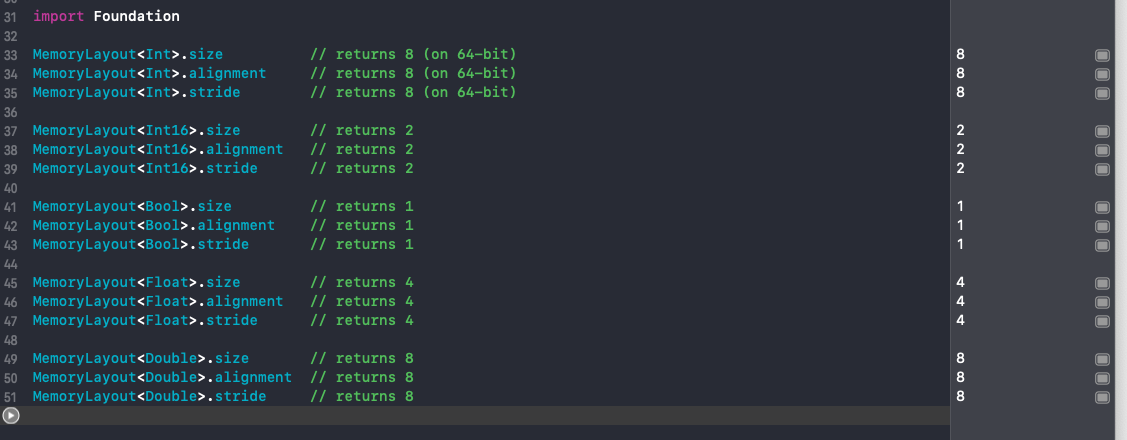 31 import Foundation
32
33 MemoryLayout<Int>.size // returns 8 (on 64-bit) 8
34 MemoryLayout<Int>.alignment // returns 8 (on 64-bit) 8
35 MemoryLayout<Int>.stride // returns 8 (on 64-bit) 8
36
37 MemoryLayout<Int16>.size // returns 2 2
38 MemoryLayout<Int16>.alignment // returns 2 2
39 MemoryLayout<Int16>.stride // returns 2 2
40
41 MemoryLayout<Bool>.size // returns 1 1
42 MemoryLayout<Bool>.alignment // returns 1 1
43 MemoryLayout<Bool>.stride // returns 1 1
44
45 MemoryLayout<Float>.size // returns 4 4
46 MemoryLayout<Float>.alignment // returns 4 4
47 MemoryLayout<Float>.stride // returns 4 4
48
49 MemoryLayout<Double>.size // returns 8 8
50 MemoryLayout<Double>.alignment // returns 8 8
51 MemoryLayout<Double>.stride // returns 8 8